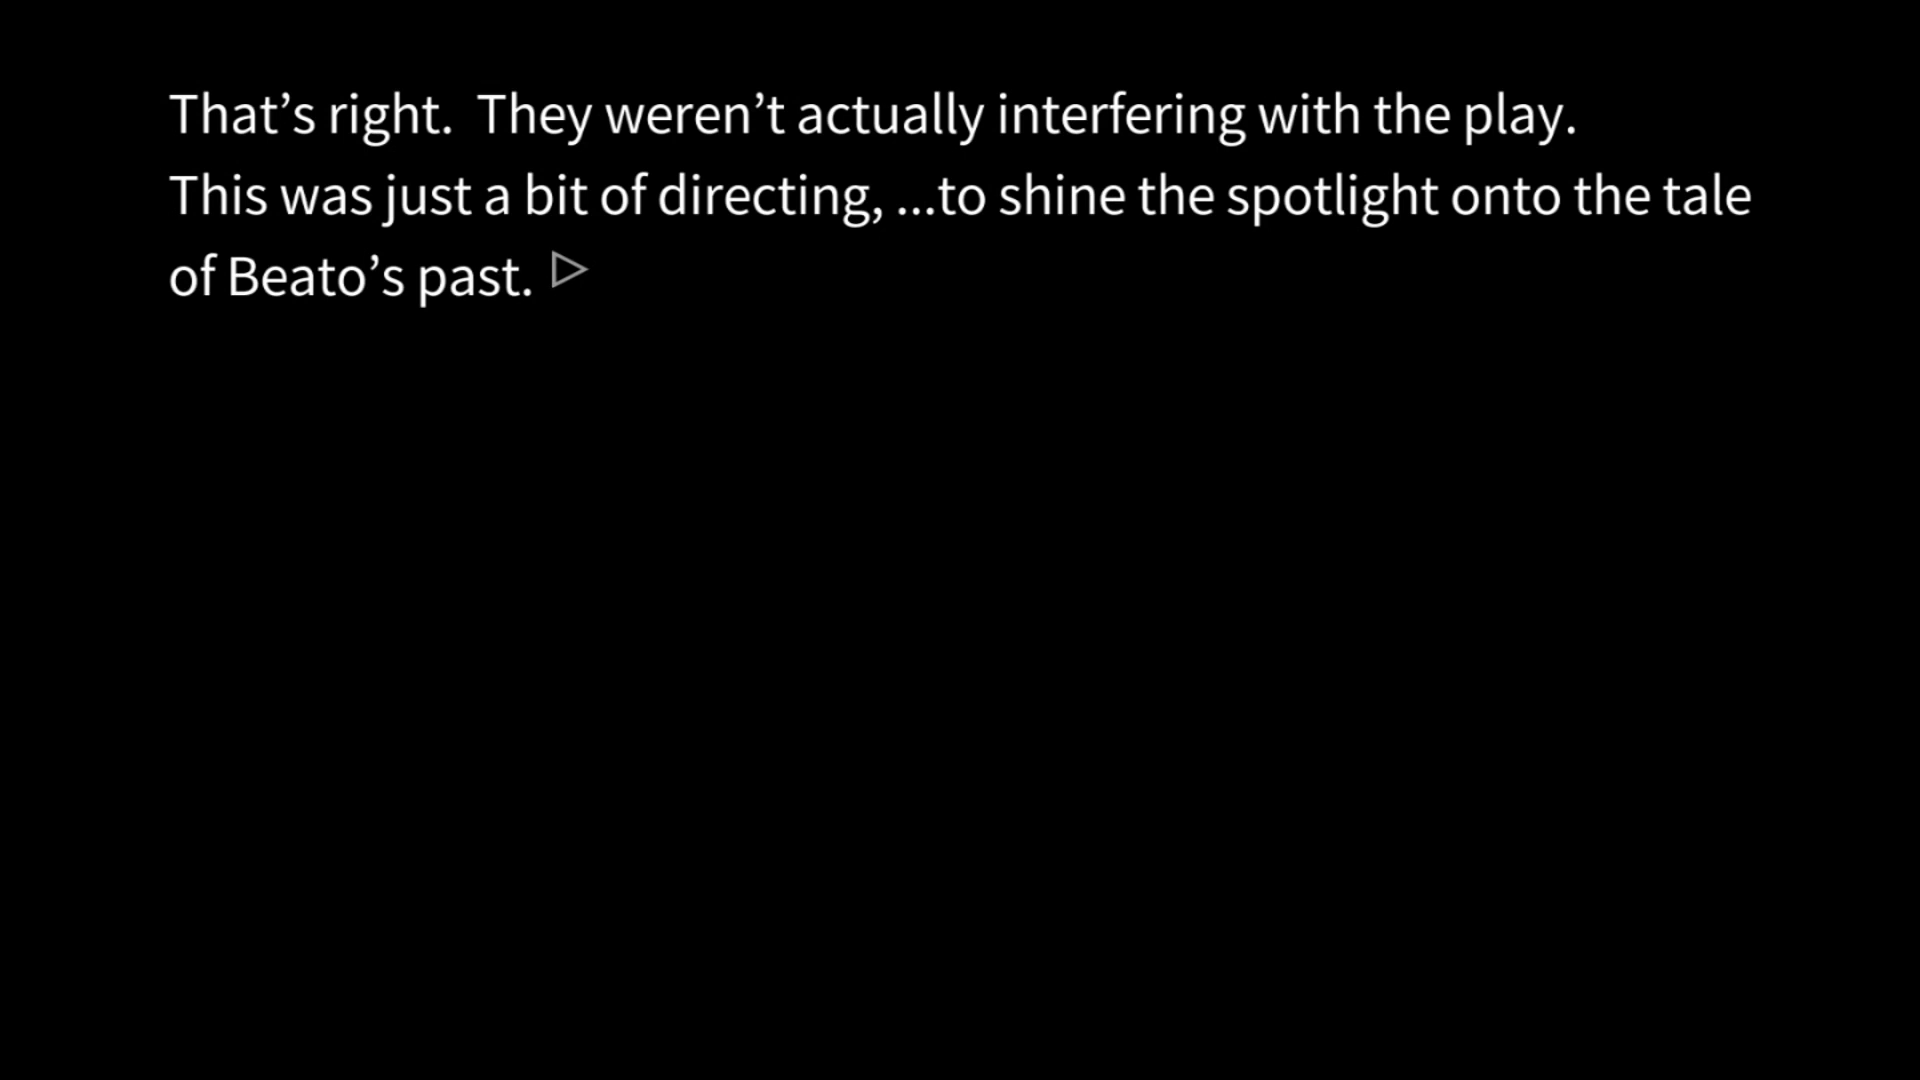 That’s right.  They weren’t actually interfering with the play.
This was just a bit of directing, ...to shine the spotlight onto the tale
of Beato’s past.